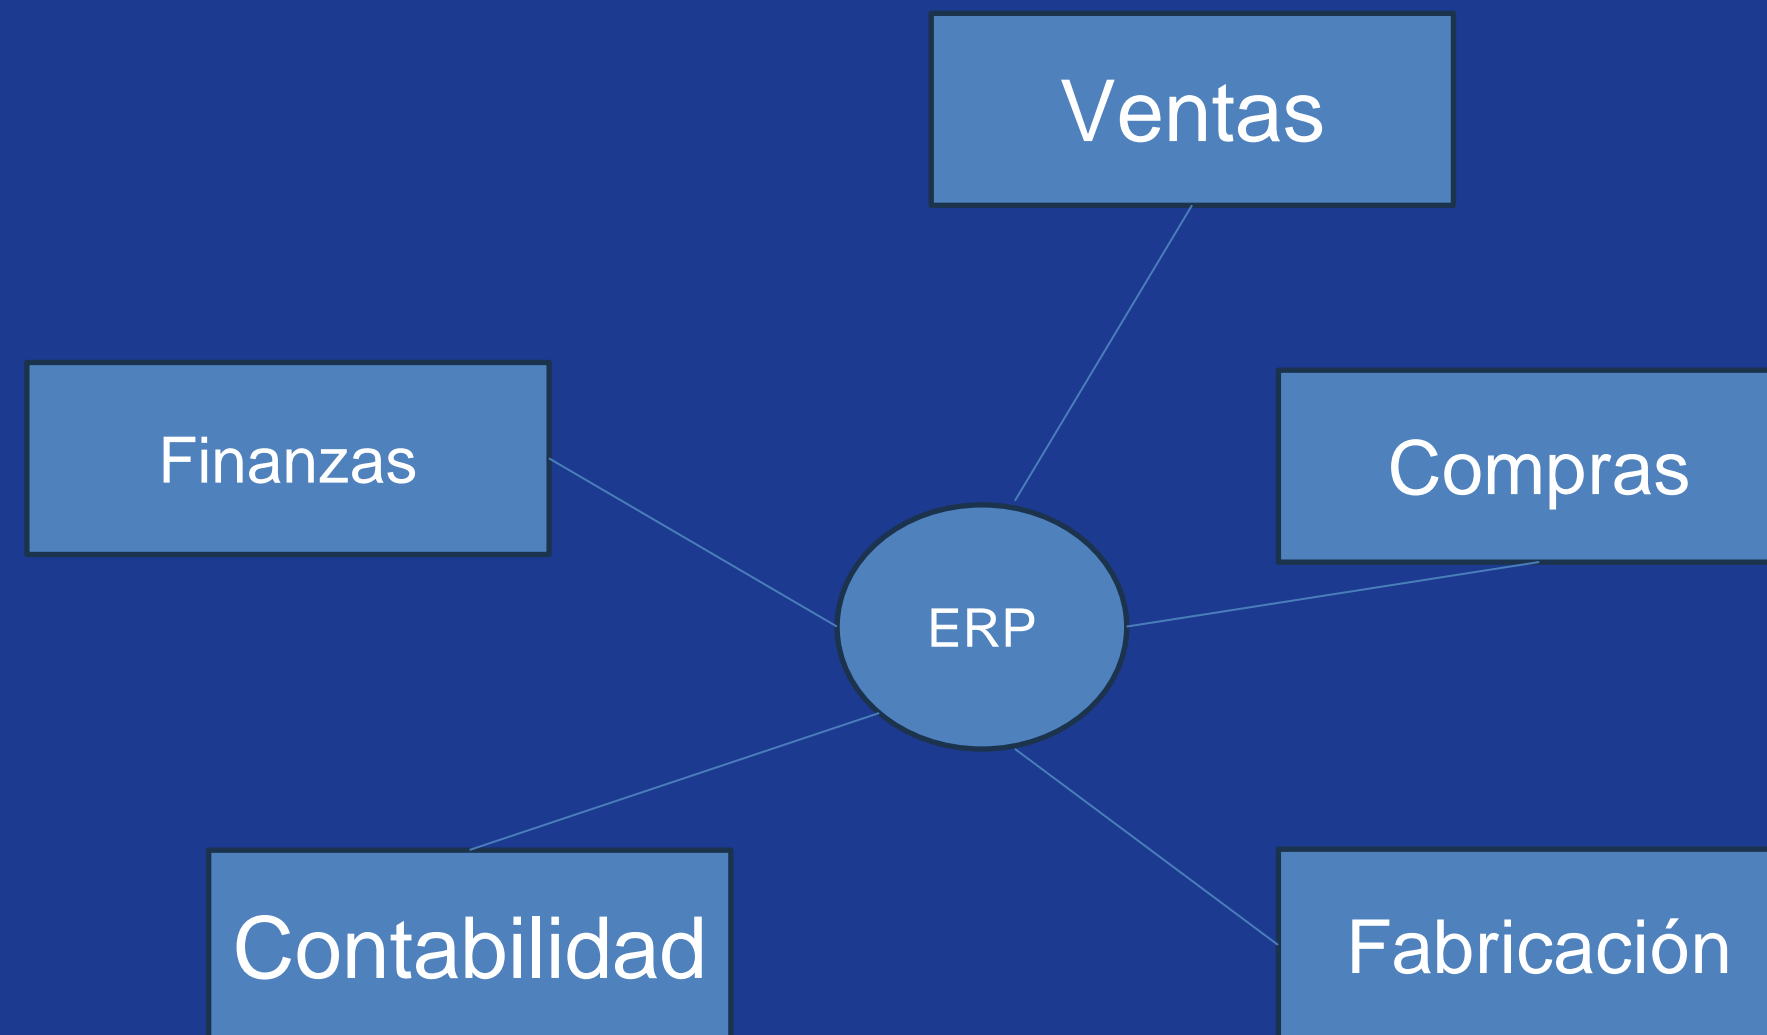 Ventas
Finanzas
Compras
ERP
Contabilidad
Fabricación